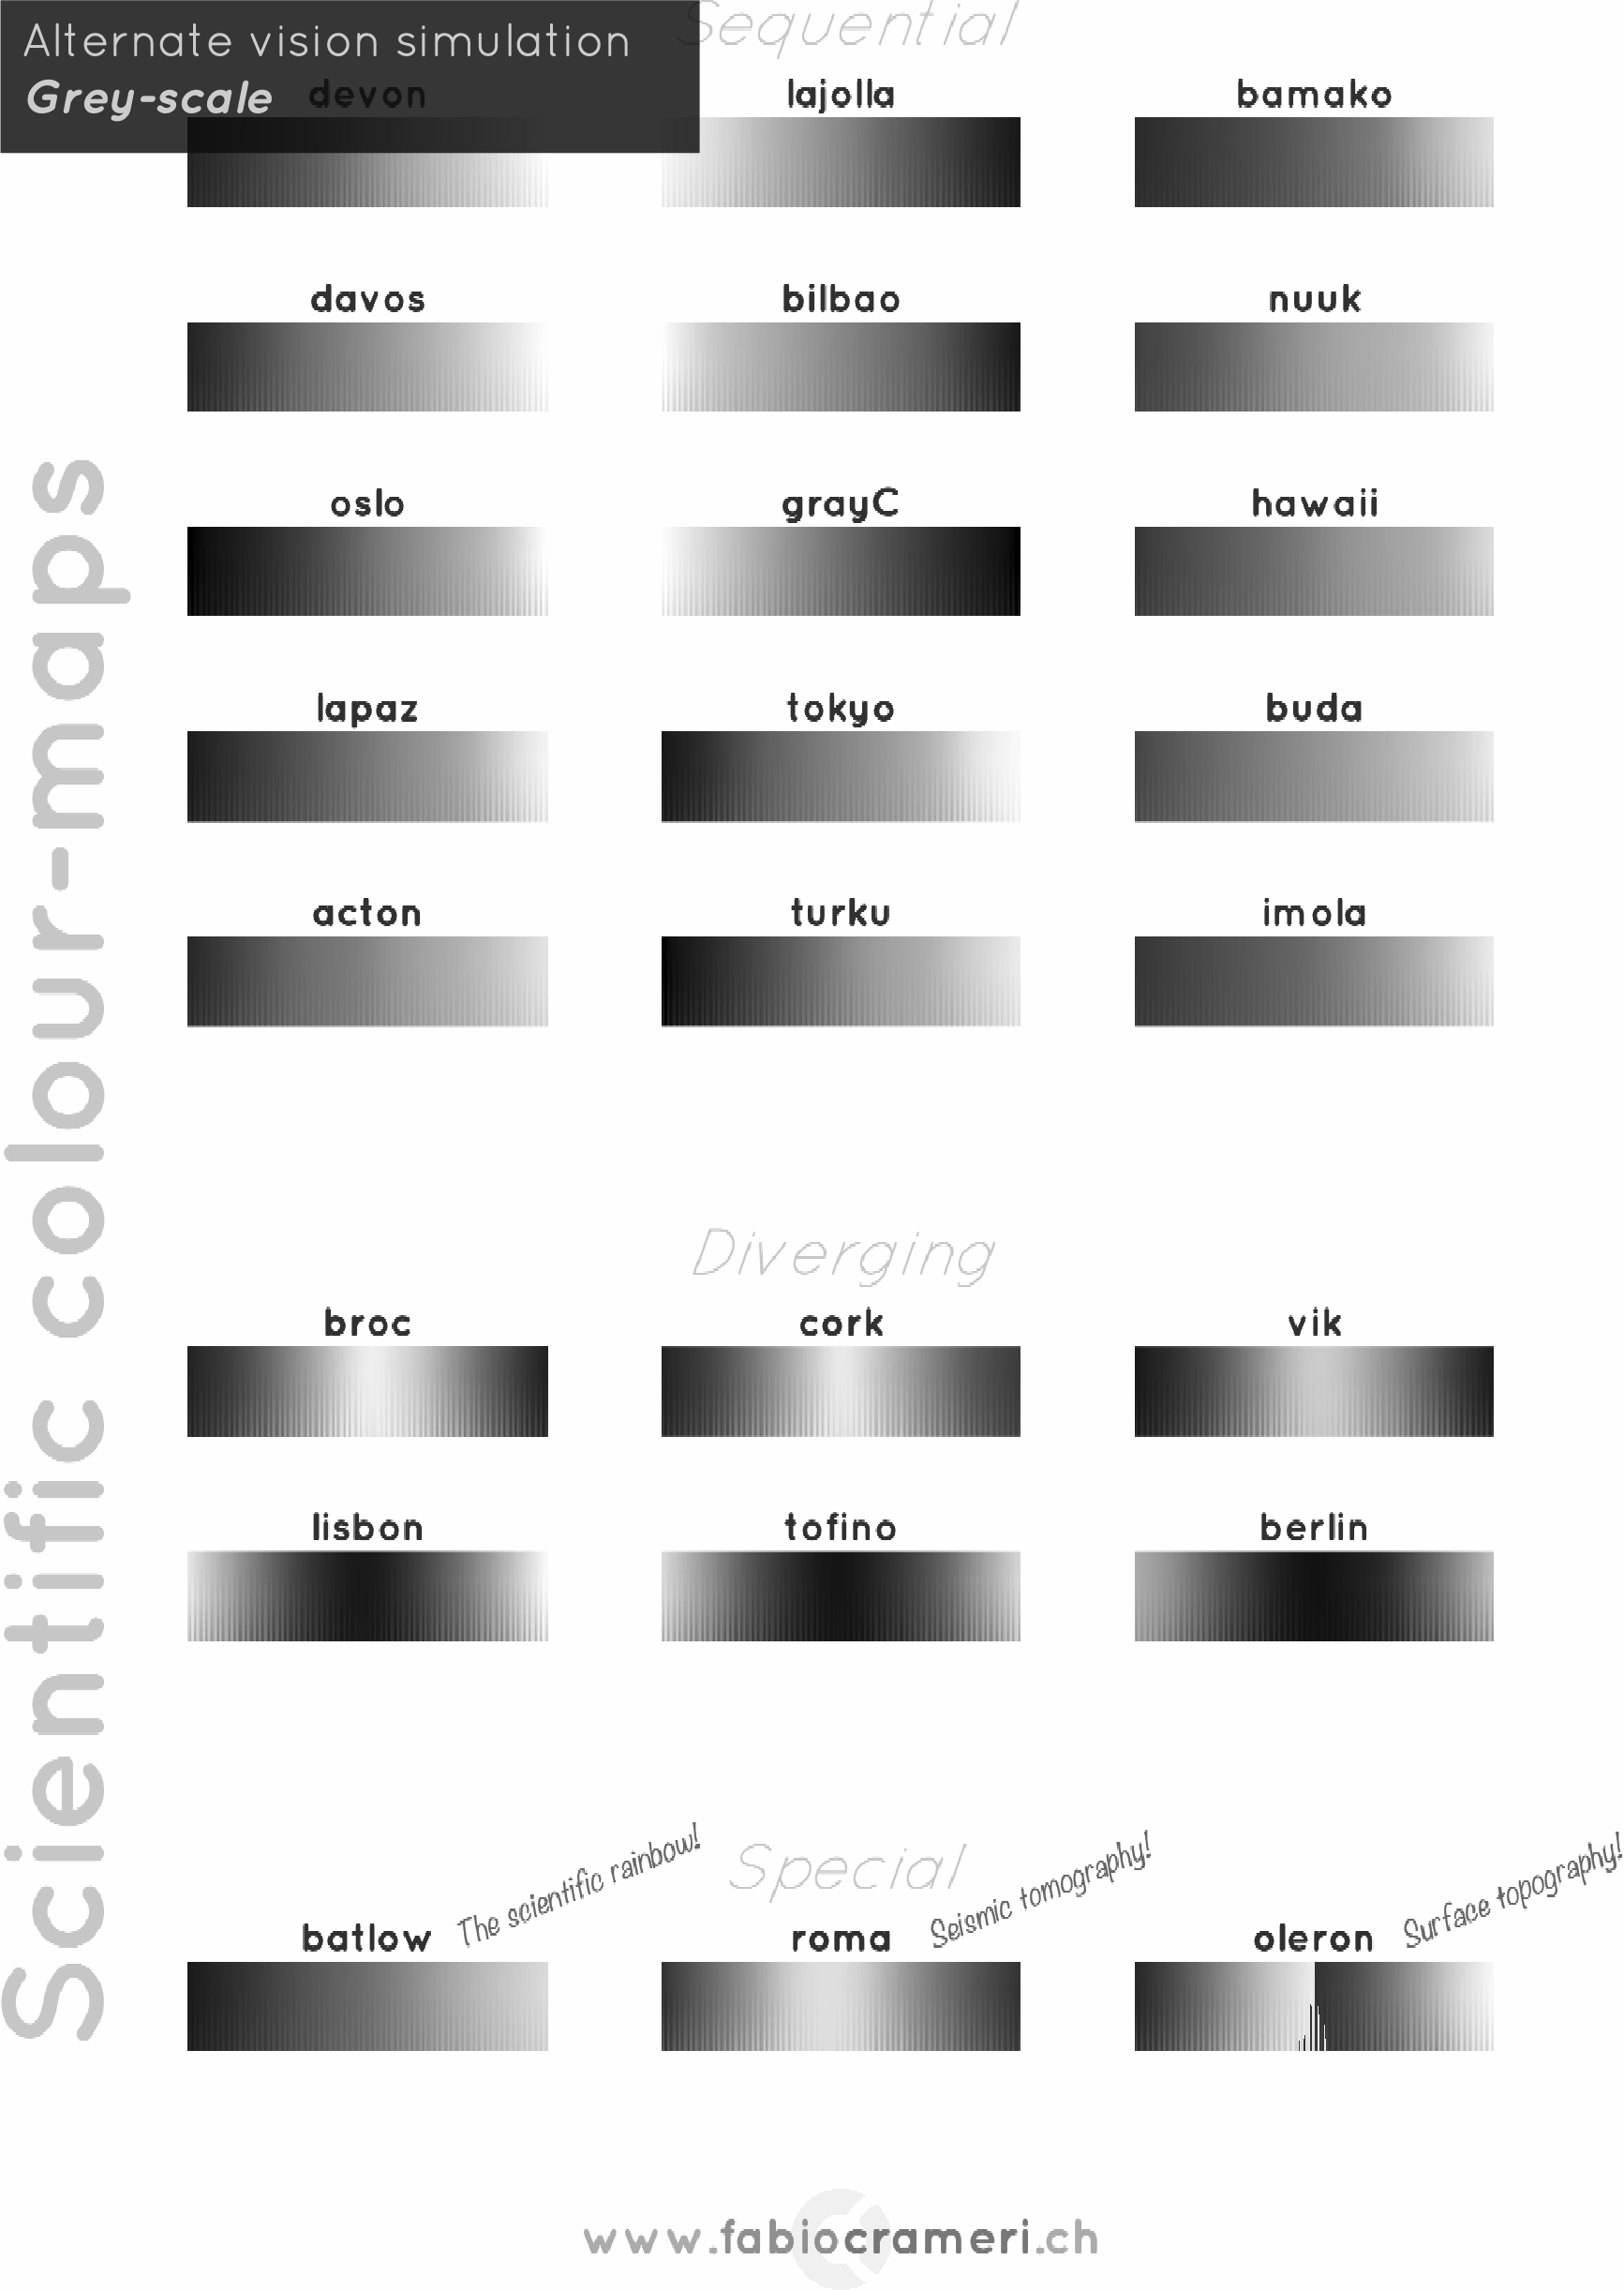 Alternate vision simulation
Grey-scale
Sequential
devon
lajolla
bamako
davos
bilbao
nuuk
oslo
grayC
hawaii
lapaz
tokyo
buda
acton
turku
imola
Scientific colour-maps
Diverging
broc
cork
vik
lisbon
tofino
berlin
Special
batlow
The scientific rainbow!
roma
Seismic tomography!
oleron
Surface topography!
www.fabiocrameri.ch